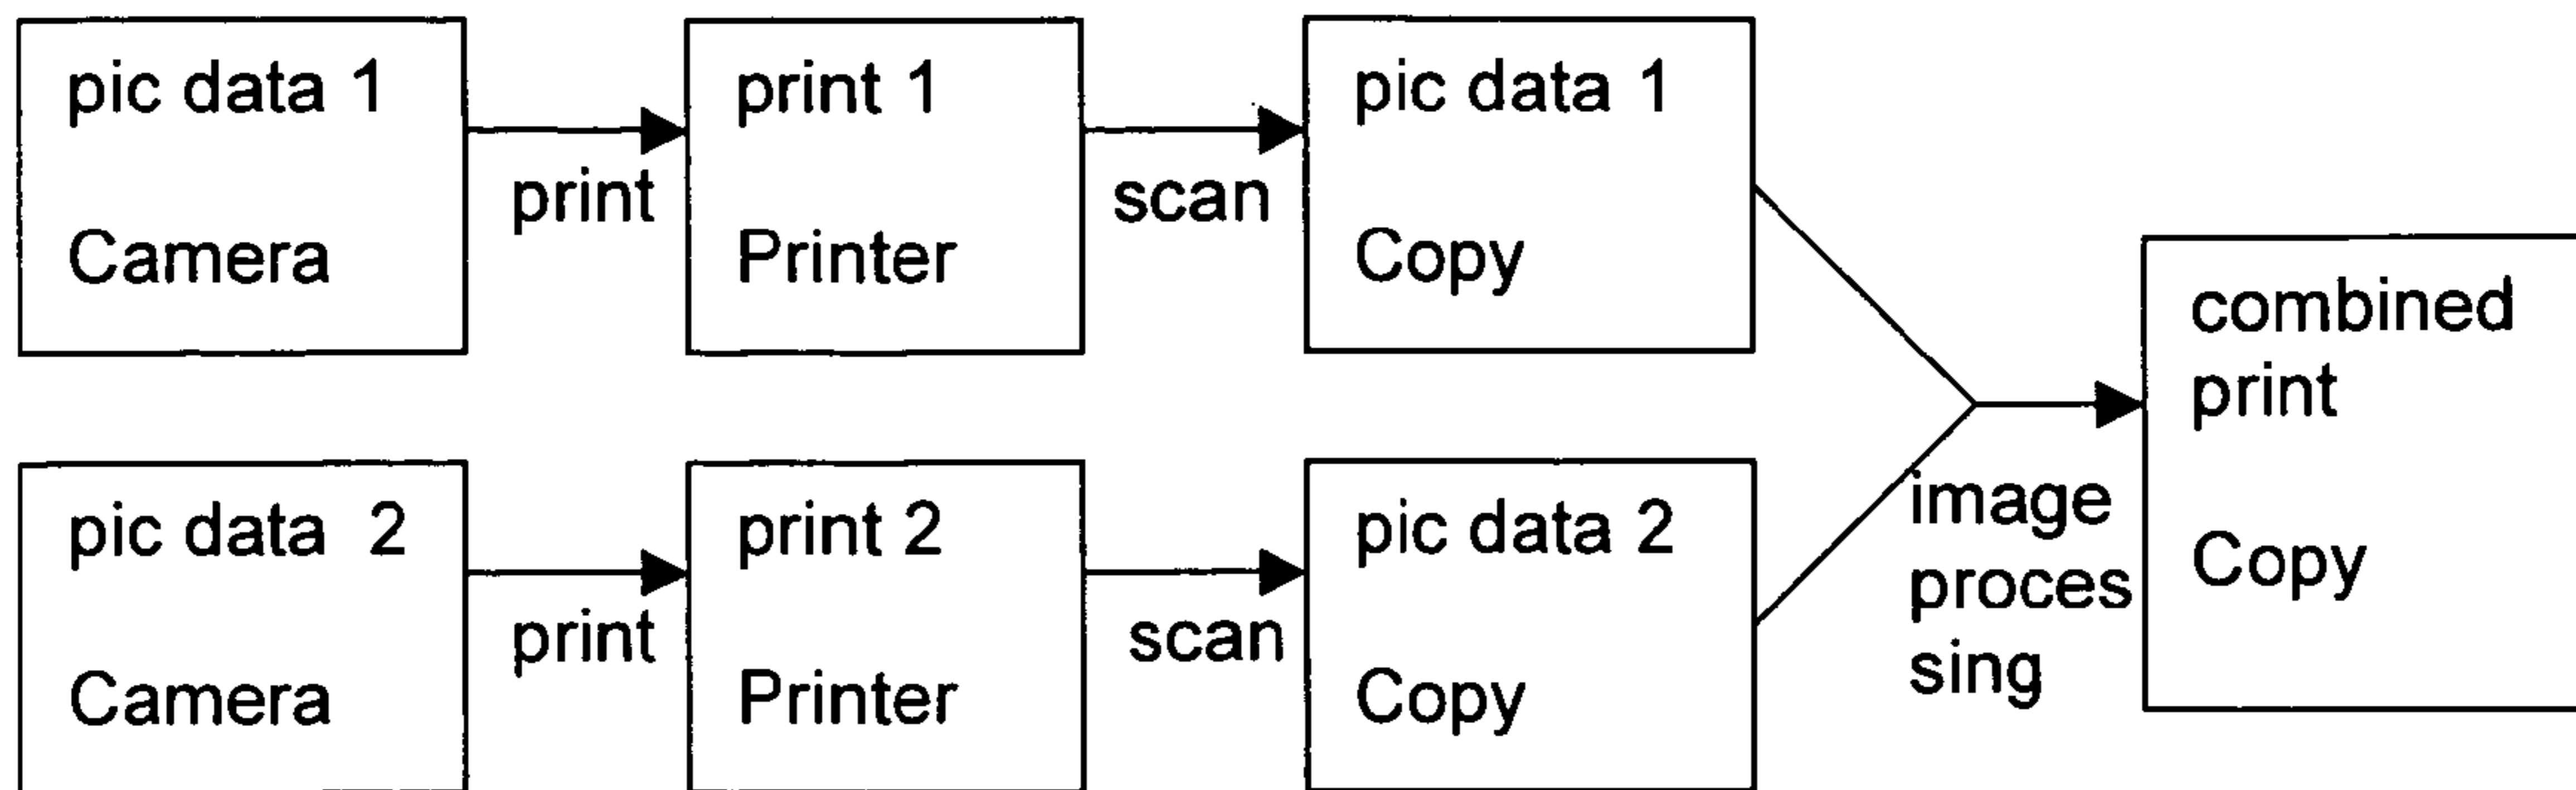 pic data 1
Camera
print
print 1
Printer
scan
pic data 1
Copy
pic data 2
Camera
print
print 2
Printer
scan
pic data 2
Copy
image
proces
sing
combined
print
Copy